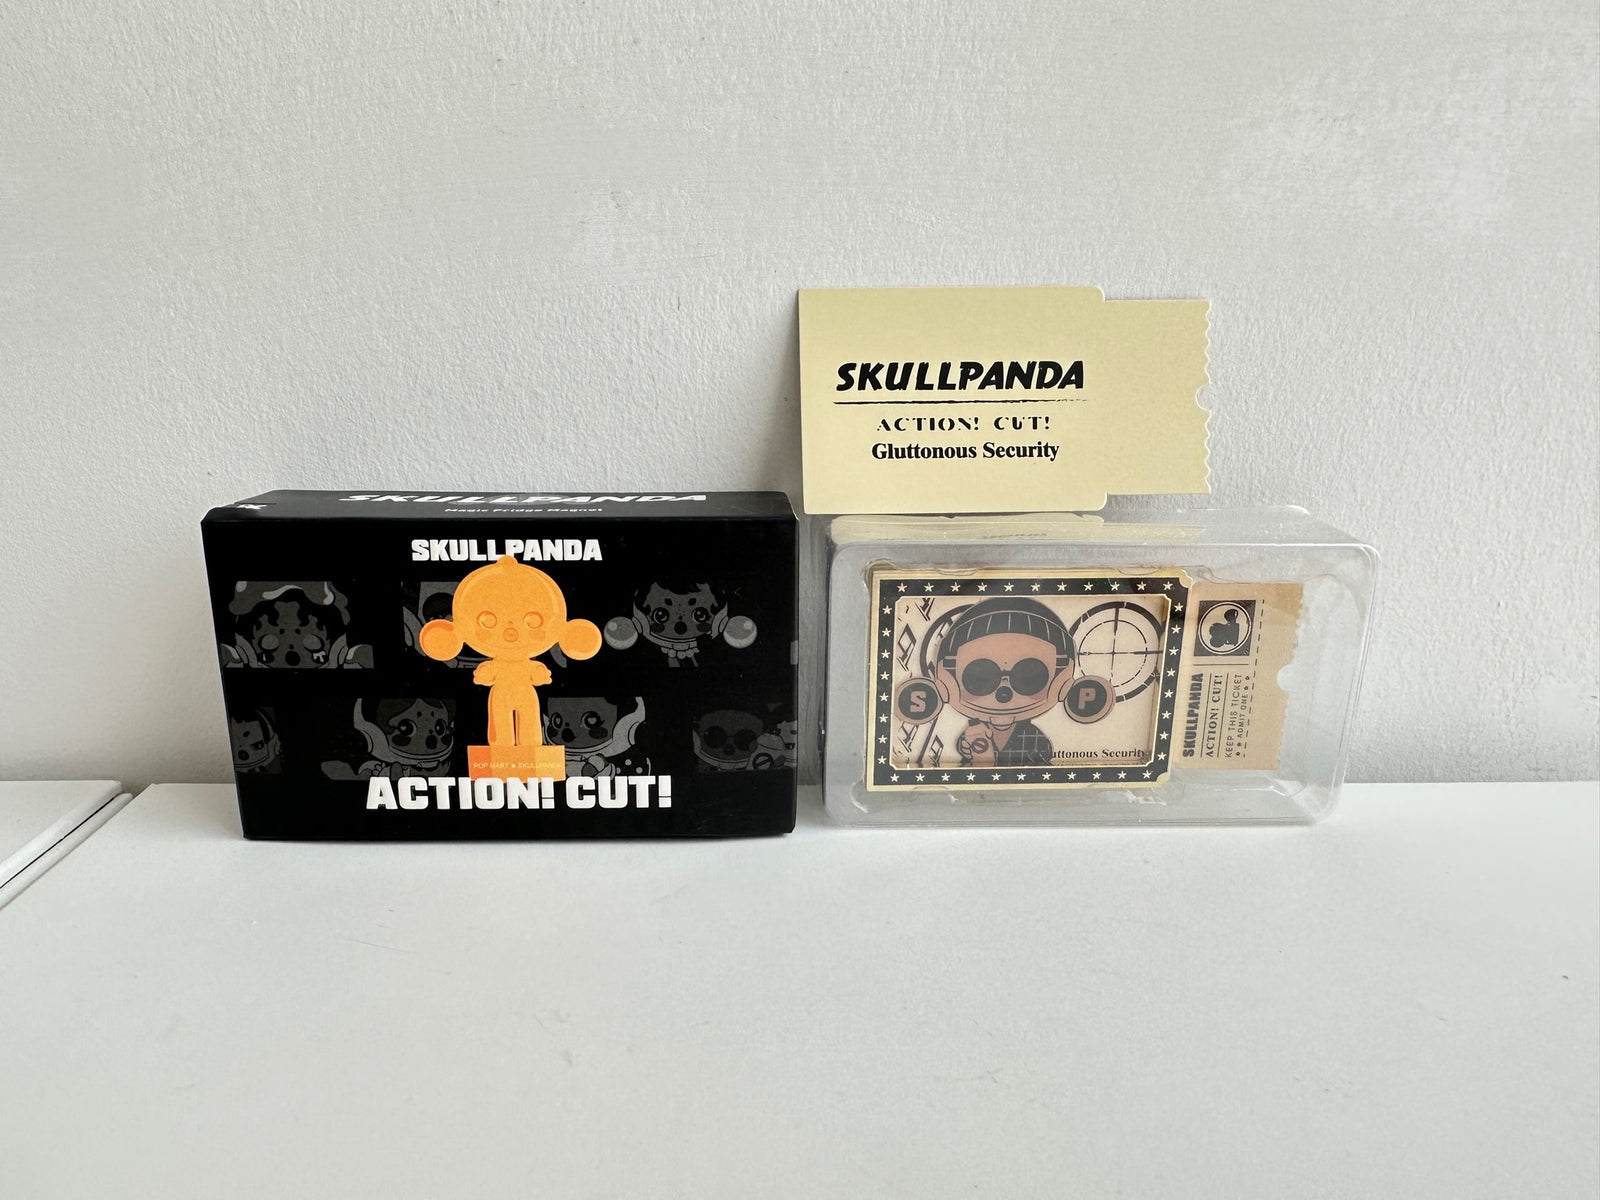 SKULLPANDA
Magic Fridge Magnet
SKULLPANDA
POP MART SKULLPANDA
ACTION! CUT!
SKULLPANDA
ACTION! CUT!
Gluttonous Security
S
P
uttonous Security
SKULLPANDA
ACTION! CUT!
KEEP THIS TICKET
ADMIT ONE